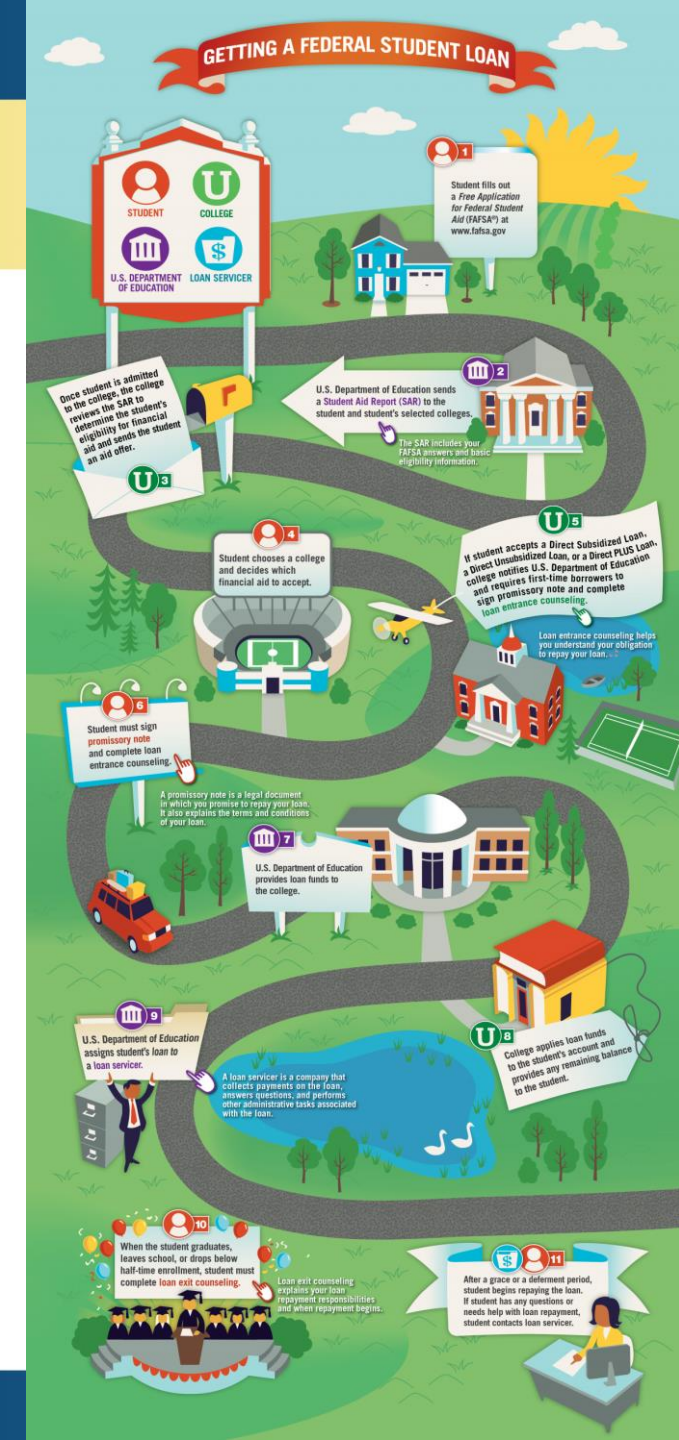 GETTING A FEDERAL STUDENT LOAN
STUDENT
COLLEGE
U.S. DEPARTMENT
OF EDUCATION
LOAN SERVICER
1
Student fills out
a Free Application
for Federal Student
Aid (FAFSA®) at
www.fafsa.gov
2
U.S. Department of Education sends
a Student Aid Report (SAR) to the
student and student's selected colleges.
The SAR includes your
FAFSA answers and basic
eligibility information.
Once student is admitted
to the college, the college
reviews the SAR to
determine the student's
eligibility for financial
aid and sends the student
an aid offer.
U 3
4
Student chooses a college
and decides which
financial aid to accept.
U 5
If student accepts a Direct Subsidized Loan,
a Direct Unsubsidized Loan, or a Direct PLUS Loan,
college notifies U.S. Department of Education
and requires first-time borrowers to
sign promissory note and complete
loan entrance counseling.
Loan entrance counseling helps
you understand your obligation
to repay your loan.
6
Student must sign
promissory note
and complete loan
entrance counseling.
A promissory note is a legal document
in which you promise to repay your loan.
It also explains the terms and conditions
of your loan.
7
U.S. Department of Education
provides loan funds to
the college.
U 8
College applies loan funds
to the student's account and
provides any remaining balance
to the student.
9
U.S. Department of Education
assigns student's loan to
a loan servicer.
A loan servicer is a company that
collects payments on the loan,
answers questions, and performs
other administrative tasks associated
with the loan.
10
When the student graduates,
leaves school, or drops below
half-time enrollment, student must
complete loan exit counseling.
Loan exit counseling
explains your loan
repayment responsibilities
and when repayment begins.
$ 11
After a grace or a deferment period,
student begins repaying the loan.
If student has any questions or
needs help with loan repayment,
student contacts loan servicer.